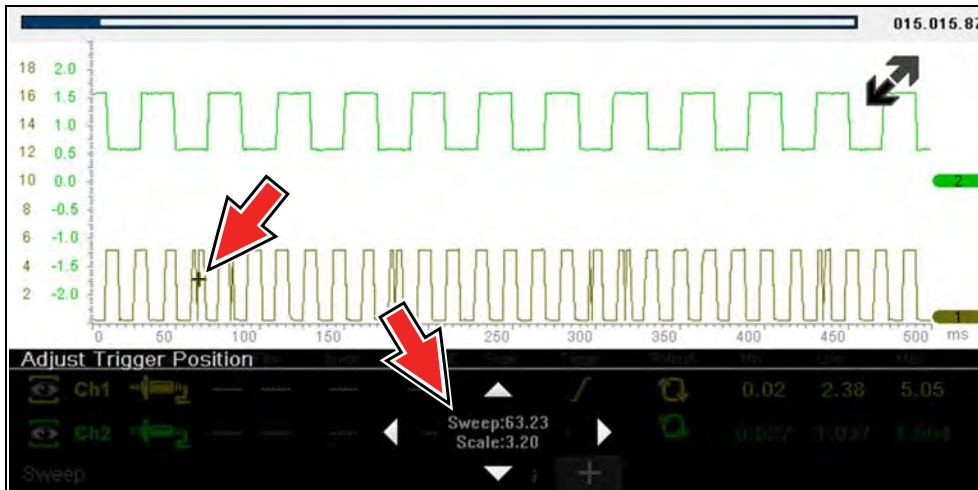 015.015.87
18 2.0
16 1.5
14 1.0
12 0.5
10 0.0 2
8 -0.5
6 -1.0
4 -1.5
2 -2.0
1
0 50 100 150 250 300 350 400 450 500 ms
Adjust Trigger Position
Ch1 0.02 2.38 5.05
Sweep:63.23
Ch2
Scale:3.20
Sweep